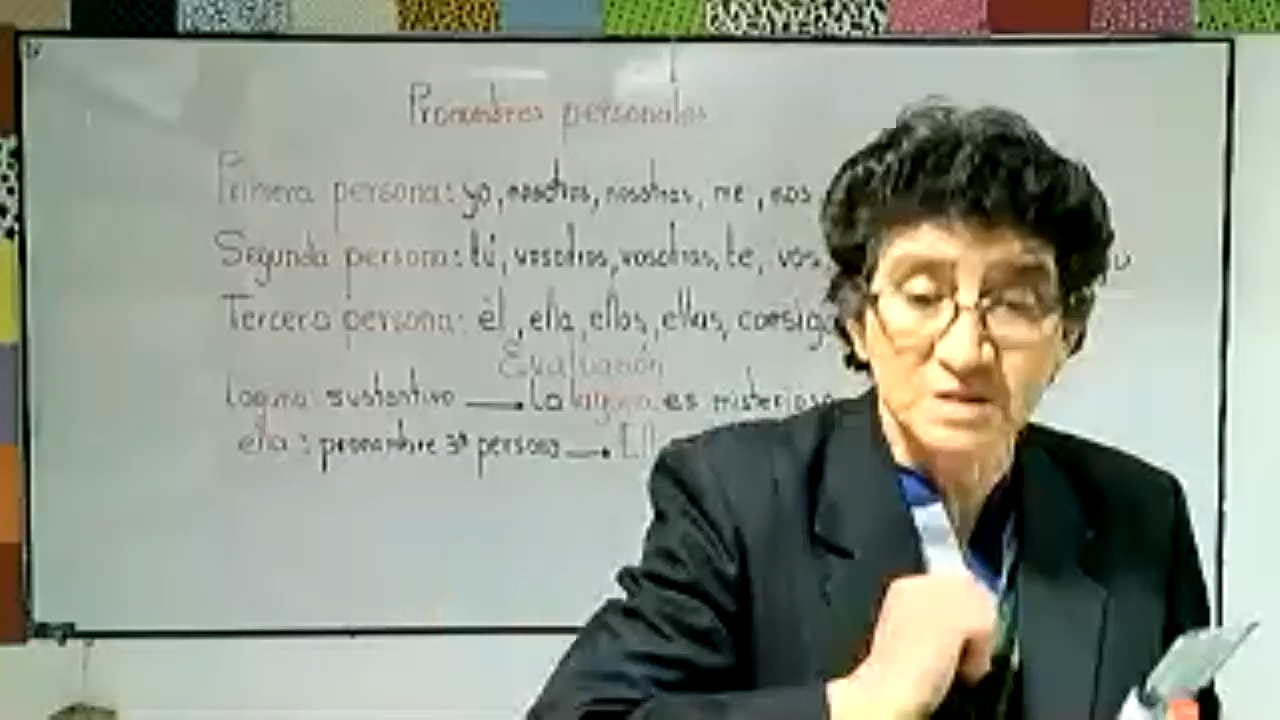 Pronombres personales
Primera persona: yo, nosotros, nosotras, me, nos
Segunda persona: tú, vosotros, vosotras, te, vos
Tercera persona: él, ella, ellos, ellas, consigo
Evaluación
Laguna: sustantivo → La laguna es misteriosa
ella: pronombre 3ª persona → Ella